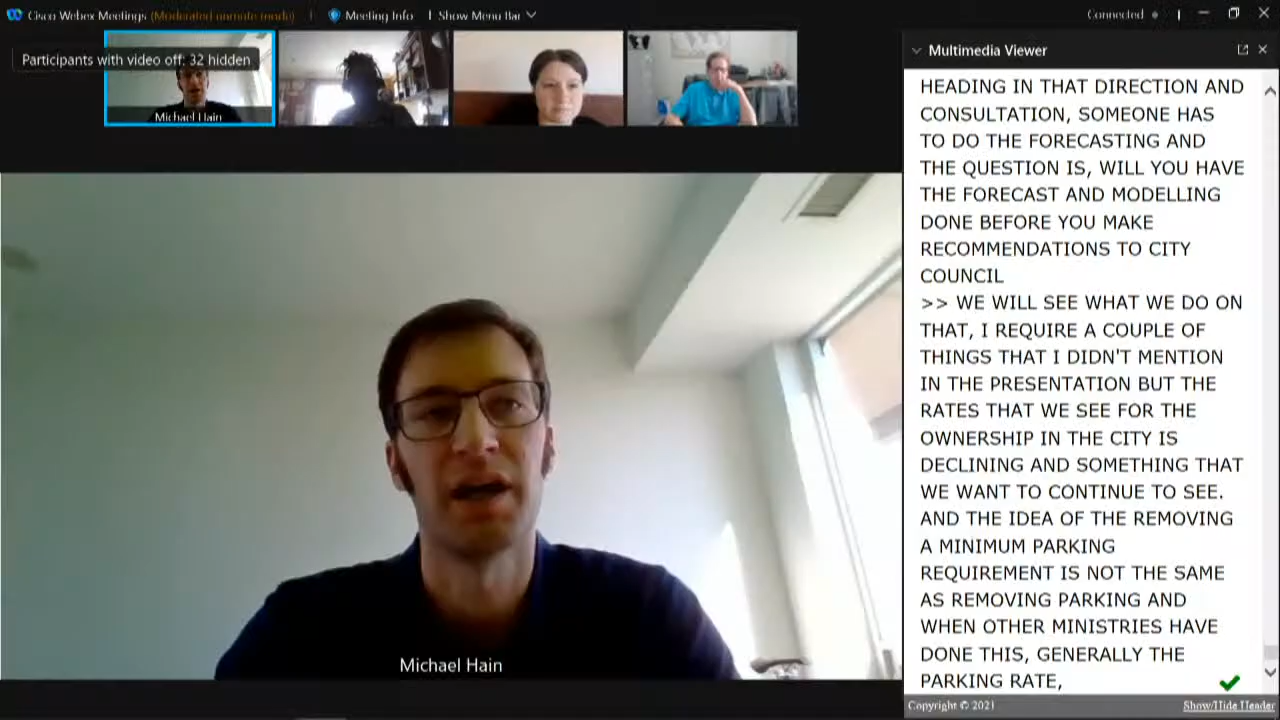 Cisco Webex Meetings (Moderated unmute mode)
Meeting Info
Show Menu Bar
Connected
Participants with video off: 32 hidden
Michael Hain
Michael Hain
Multimedia Viewer
HEADING IN THAT DIRECTION AND
CONSULTATION, SOMEONE HAS
TO DO THE FORECASTING AND
THE QUESTION IS, WILL YOU HAVE
THE FORECAST AND MODELLING
DONE BEFORE YOU MAKE
RECOMMENDATIONS TO CITY
COUNCIL
>> WE WILL SEE WHAT WE DO ON
THAT, I REQUIRE A COUPLE OF
THINGS THAT I DIDN'T MENTION
IN THE PRESENTATION BUT THE
RATES THAT WE SEE FOR THE
OWNERSHIP IN THE CITY IS
DECLINING AND SOMETHING THAT
WE WANT TO CONTINUE TO SEE.
AND THE IDEA OF THE REMOVING
A MINIMUM PARKING
REQUIREMENT IS NOT THE SAME
AS REMOVING PARKING AND
WHEN OTHER MINISTRIES HAVE
DONE THIS, GENERALLY THE
PARKING RATE,
Copyright © 2021
Show/Hide Header